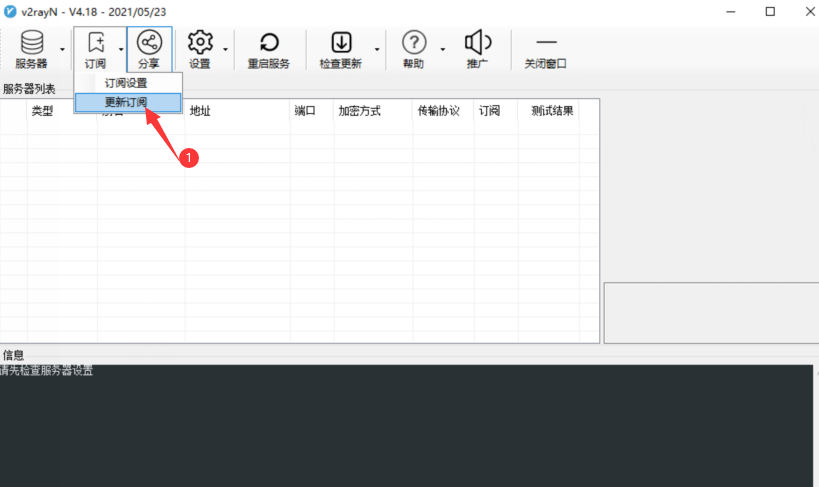 v2rayN - V4.18 - 2021/05/23
服务器 订阅 分享 设置 重启服务 检查更新 帮助 推广 关闭窗口
订阅设置
更新订阅
服务器列表
类型 地址 端口 加密方式 传输协议 订阅 测试结果
1
信息
请先检查服务器设置